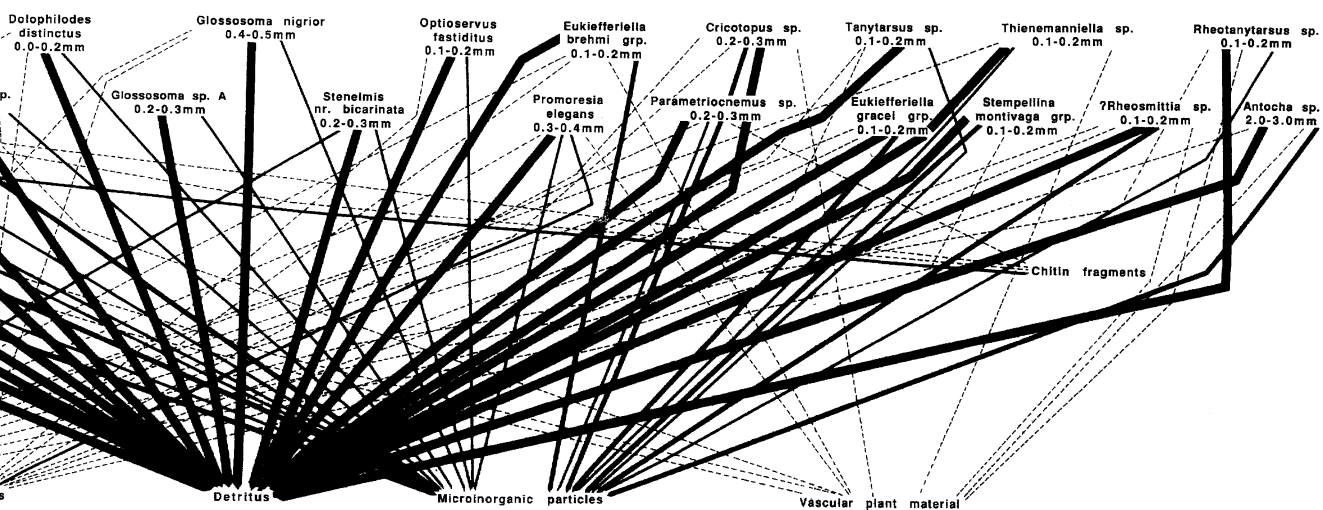 Dolophilodes
distinctus
0.0-0.2mm
Glossosoma nigrior
0.4-0.5mm
Optioservus
fastiditus
0.1-0.2mm
Eukiefferiella
brehmi grp.
0.1-0.2mm
Cricotopus sp.
0.2-0.3mm
Tanytarsus sp.
0.1-0.2mm
Thienemanniella sp.
0.1-0.2mm
Rheotanytarsus sp.
0.1-0.2mm
p.
Glossosoma sp. A
0.2-0.3mm
Stenelmis
nr. bicarinata
0.2-0.3mm
Promoresia
elegans
0.3-0.4mm
Parametriocnemus sp.
0.2-0.3mm
Eukiefferiella
gracei grp.
0.1-0.2mm
Stempellina
montivaga grp.
0.1-0.2mm
?Rheosmittia sp.
0.1-0.2mm
Antocha sp.
2.0-3.0mm
Chitin fragments
s
Detritus
Microinorganic particles
Vascular plant material